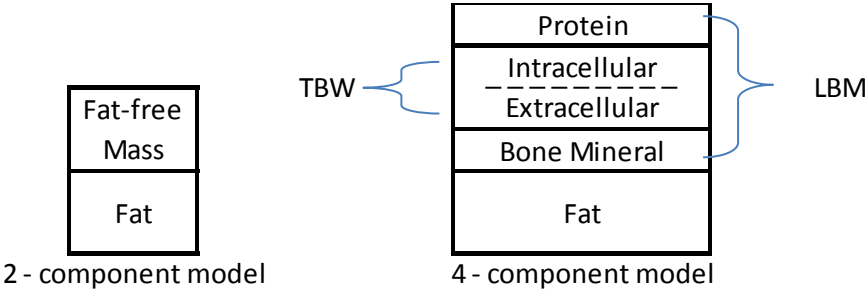 Fat-free
Mass
Fat
2 - component model
TBW
Protein
Intracellular
Extracellular
Bone Mineral
Fat
LBM
4 - component model